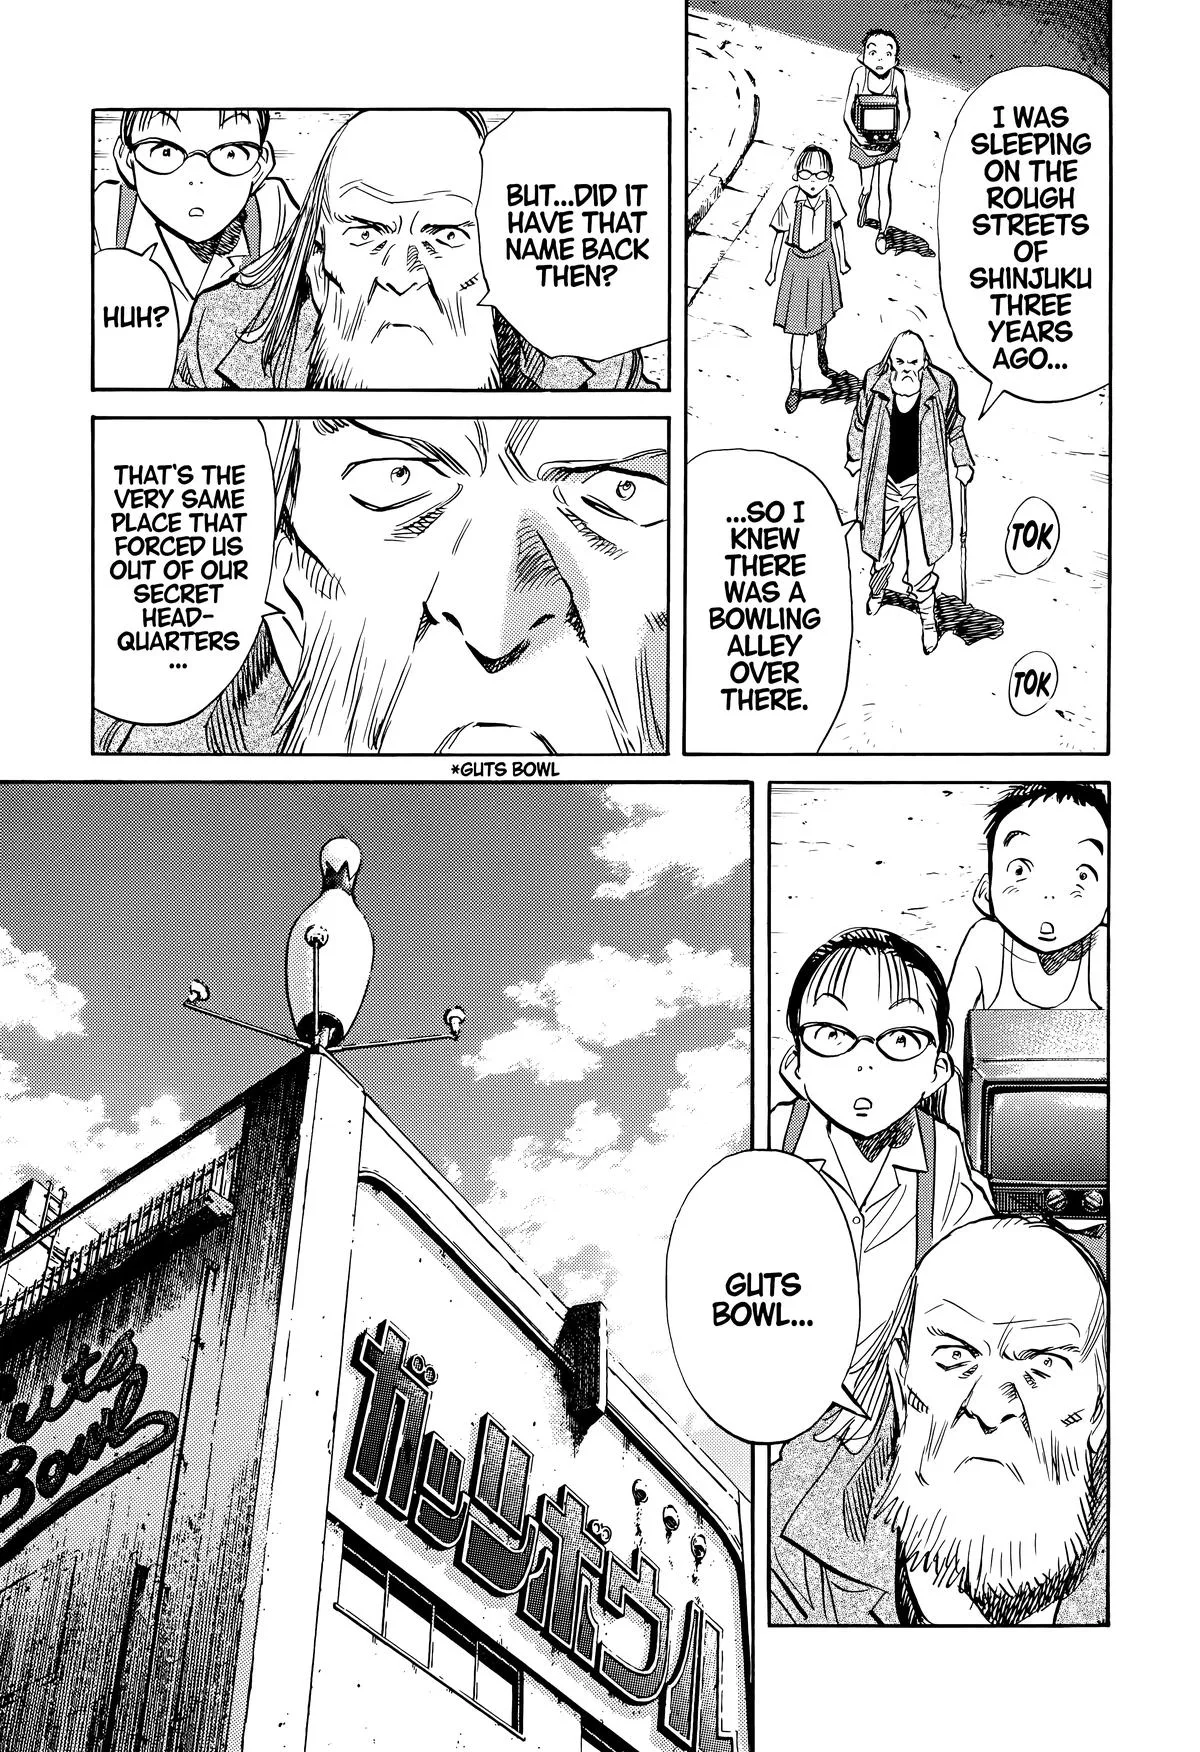 I WAS
SLEEPING
ON THE
ROUGH
STREETS
OF
SHINJUKU
THREE
YEARS
AGO...
TOK
TOK
...SO I
KNEW
THERE
WAS A
BOWLING
ALLEY
OVER
THERE.
BUT...DID IT
HAVE THAT
NAME BACK
THEN?
HUH?
THAT'S THE
VERY SAME
PLACE THAT
FORCED US
OUT OF OUR
SECRET
HEAD-
QUARTERS
...
GUTS
BOWL...
*GUTS BOWL
Guts
Bowl
ガッツボウル